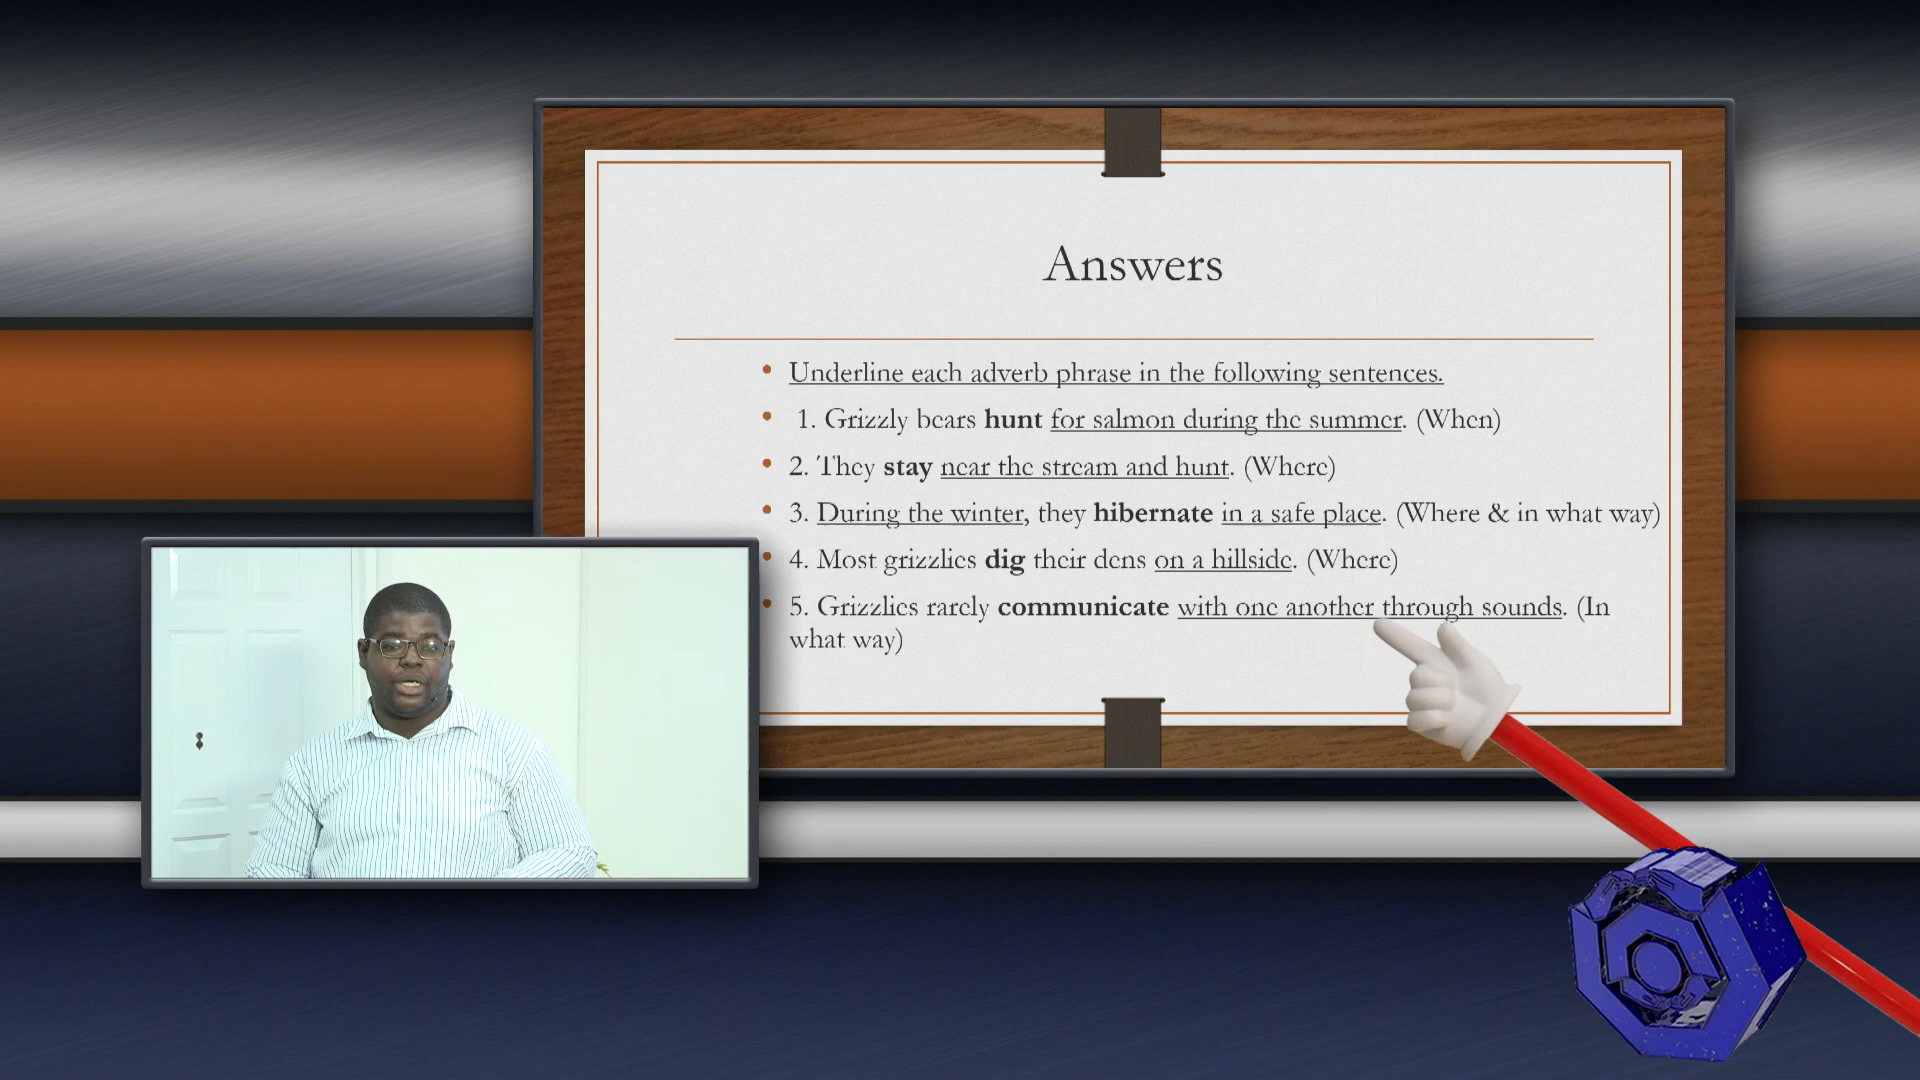 Answers
• Underline each adverb phrase in the following sentences.
• 1. Grizzly bears hunt for salmon during the summer. (When)
• 2. They stay near the stream and hunt. (Where)
• 3. During the winter, they hibernate in a safe place. (Where & in what way)
• 4. Most grizzlies dig their dens on a hillside. (Where)
• 5. Grizzlies rarely communicate with one another through sounds. (In
what way)